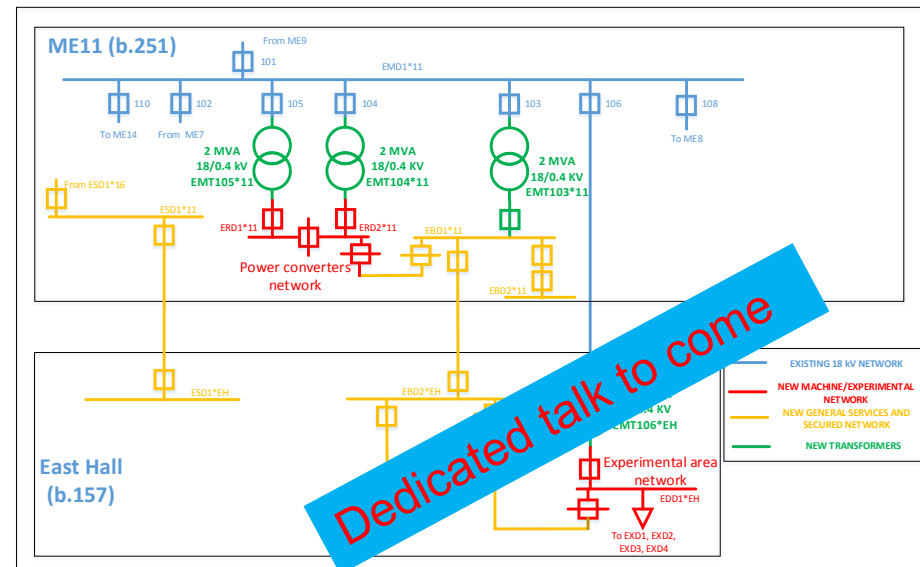 From ME9
ME11 (b.251)
101
EMD1*11
110
102
105
104
103
106
108
To ME14
From ME7
To ME8
2 MVA
18/0.4 kV
EMT105*11
2 MVA
18/0.4 KV
EMT104*11
2 MVA
18/0.4 KV
EMT103*11
From ESD1*16
ESD1*11
ERD1*11
ERD2*11
EBD1*11
Power converters
network
EBD2*11
Dedicated talk to come
EXISTING 18 kV NETWORK
NEW MACHINE/EXPERIMENTAL
NETWORK
NEW GENERAL SERVICES AND
SECURED NETWORK
NEW TRANSFORMERS
ESD1*EH
EBD2*EH
.4 KV
EMT106*EH
East Hall
(b.157)
Experimental area
network
EDD1*EH
To EXD1, EXD2,
EXD3, EXD4